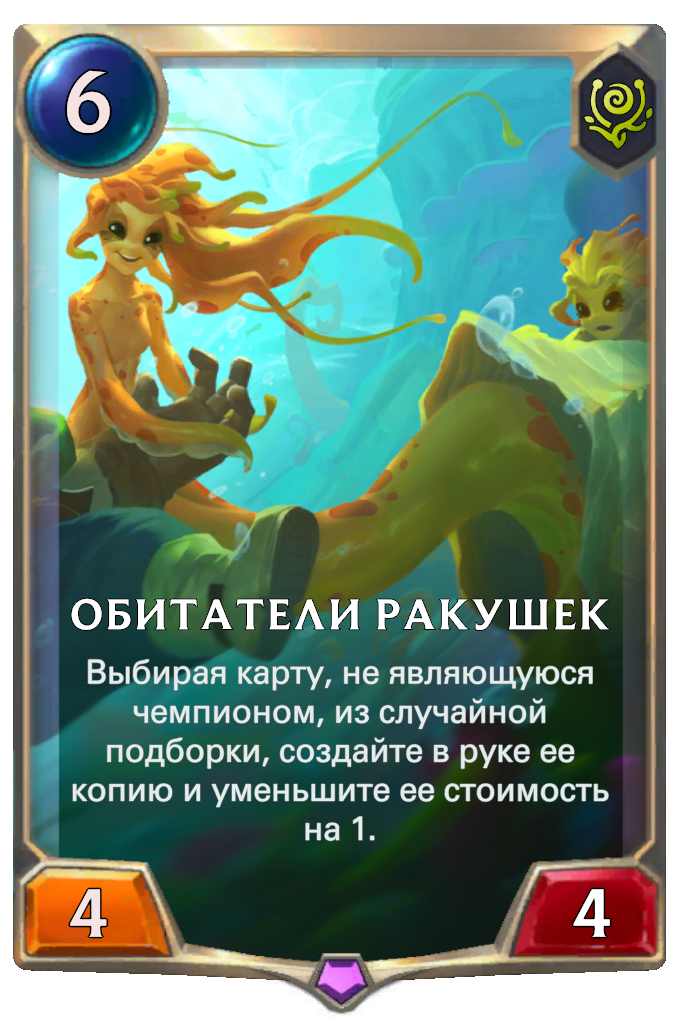 6
ОБИТАТЕЛИ РАКУШЕК
Выбирая карту, не являющуюся
чемпионом, из случайной
подборки, создайте в руке ее
копию и уменьшите ее стоимость
на 1.
4
4